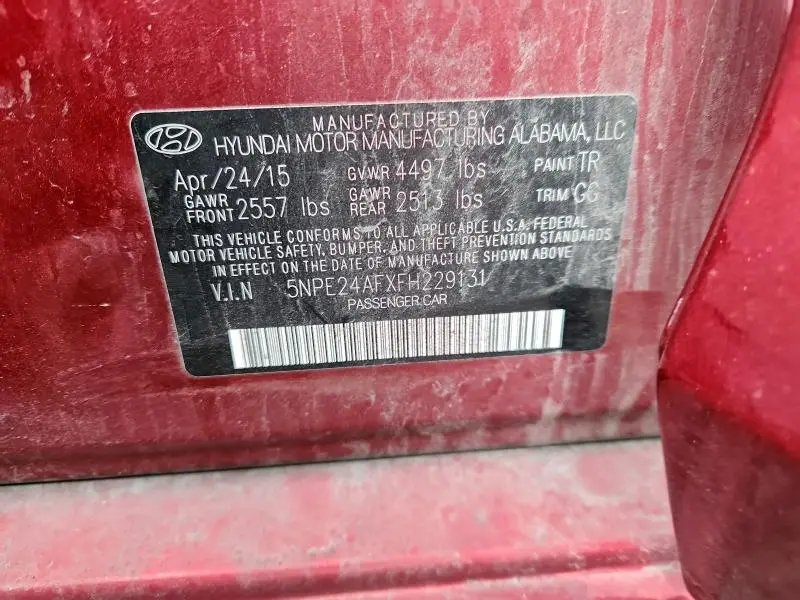 MANUFACTURED BY
HYUNDAI MOTOR MANUFACTURING ALABAMA, LLC
Apr/24/15 GVWR 4497 lbs PAINT TR
GAWR FRONT 2557 lbs GAWR REAR 2513 lbs TRIM GG
THIS VEHICLE CONFORMS TO ALL APPLICABLE U.S.A. FEDERAL
MOTOR VEHICLE SAFETY, BUMPER, AND THEFT PREVENTION STANDARDS
IN EFFECT ON THE DATE OF MANUFACTURE SHOWN ABOVE
V.I.N 5NPE24AFXFH229131
PASSENGER CAR